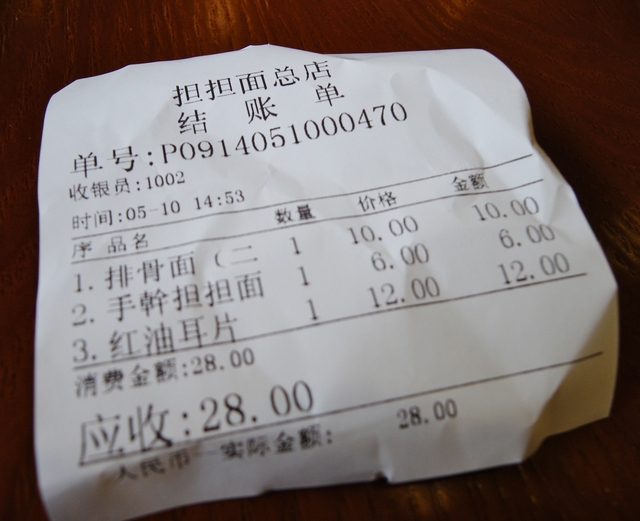 担担面总店
结 账 单
单号:P0914051000470
收银员:1002
时间:05-10 14:53
序 品名 数量 价格 金额
1. 排骨面（二 1 10.00 10.00
2. 手幹担担面 1 6.00 6.00
3. 红油耳片 1 12.00 12.00
消费金额:28.00
应收:28.00
人民币 实际金额: 28.00